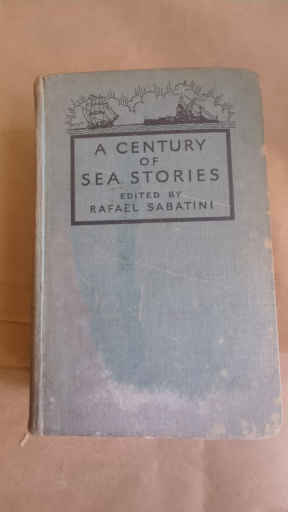 A CENTURY
OF
SEA STORIES
EDITED BY
RAFAEL SABATINI